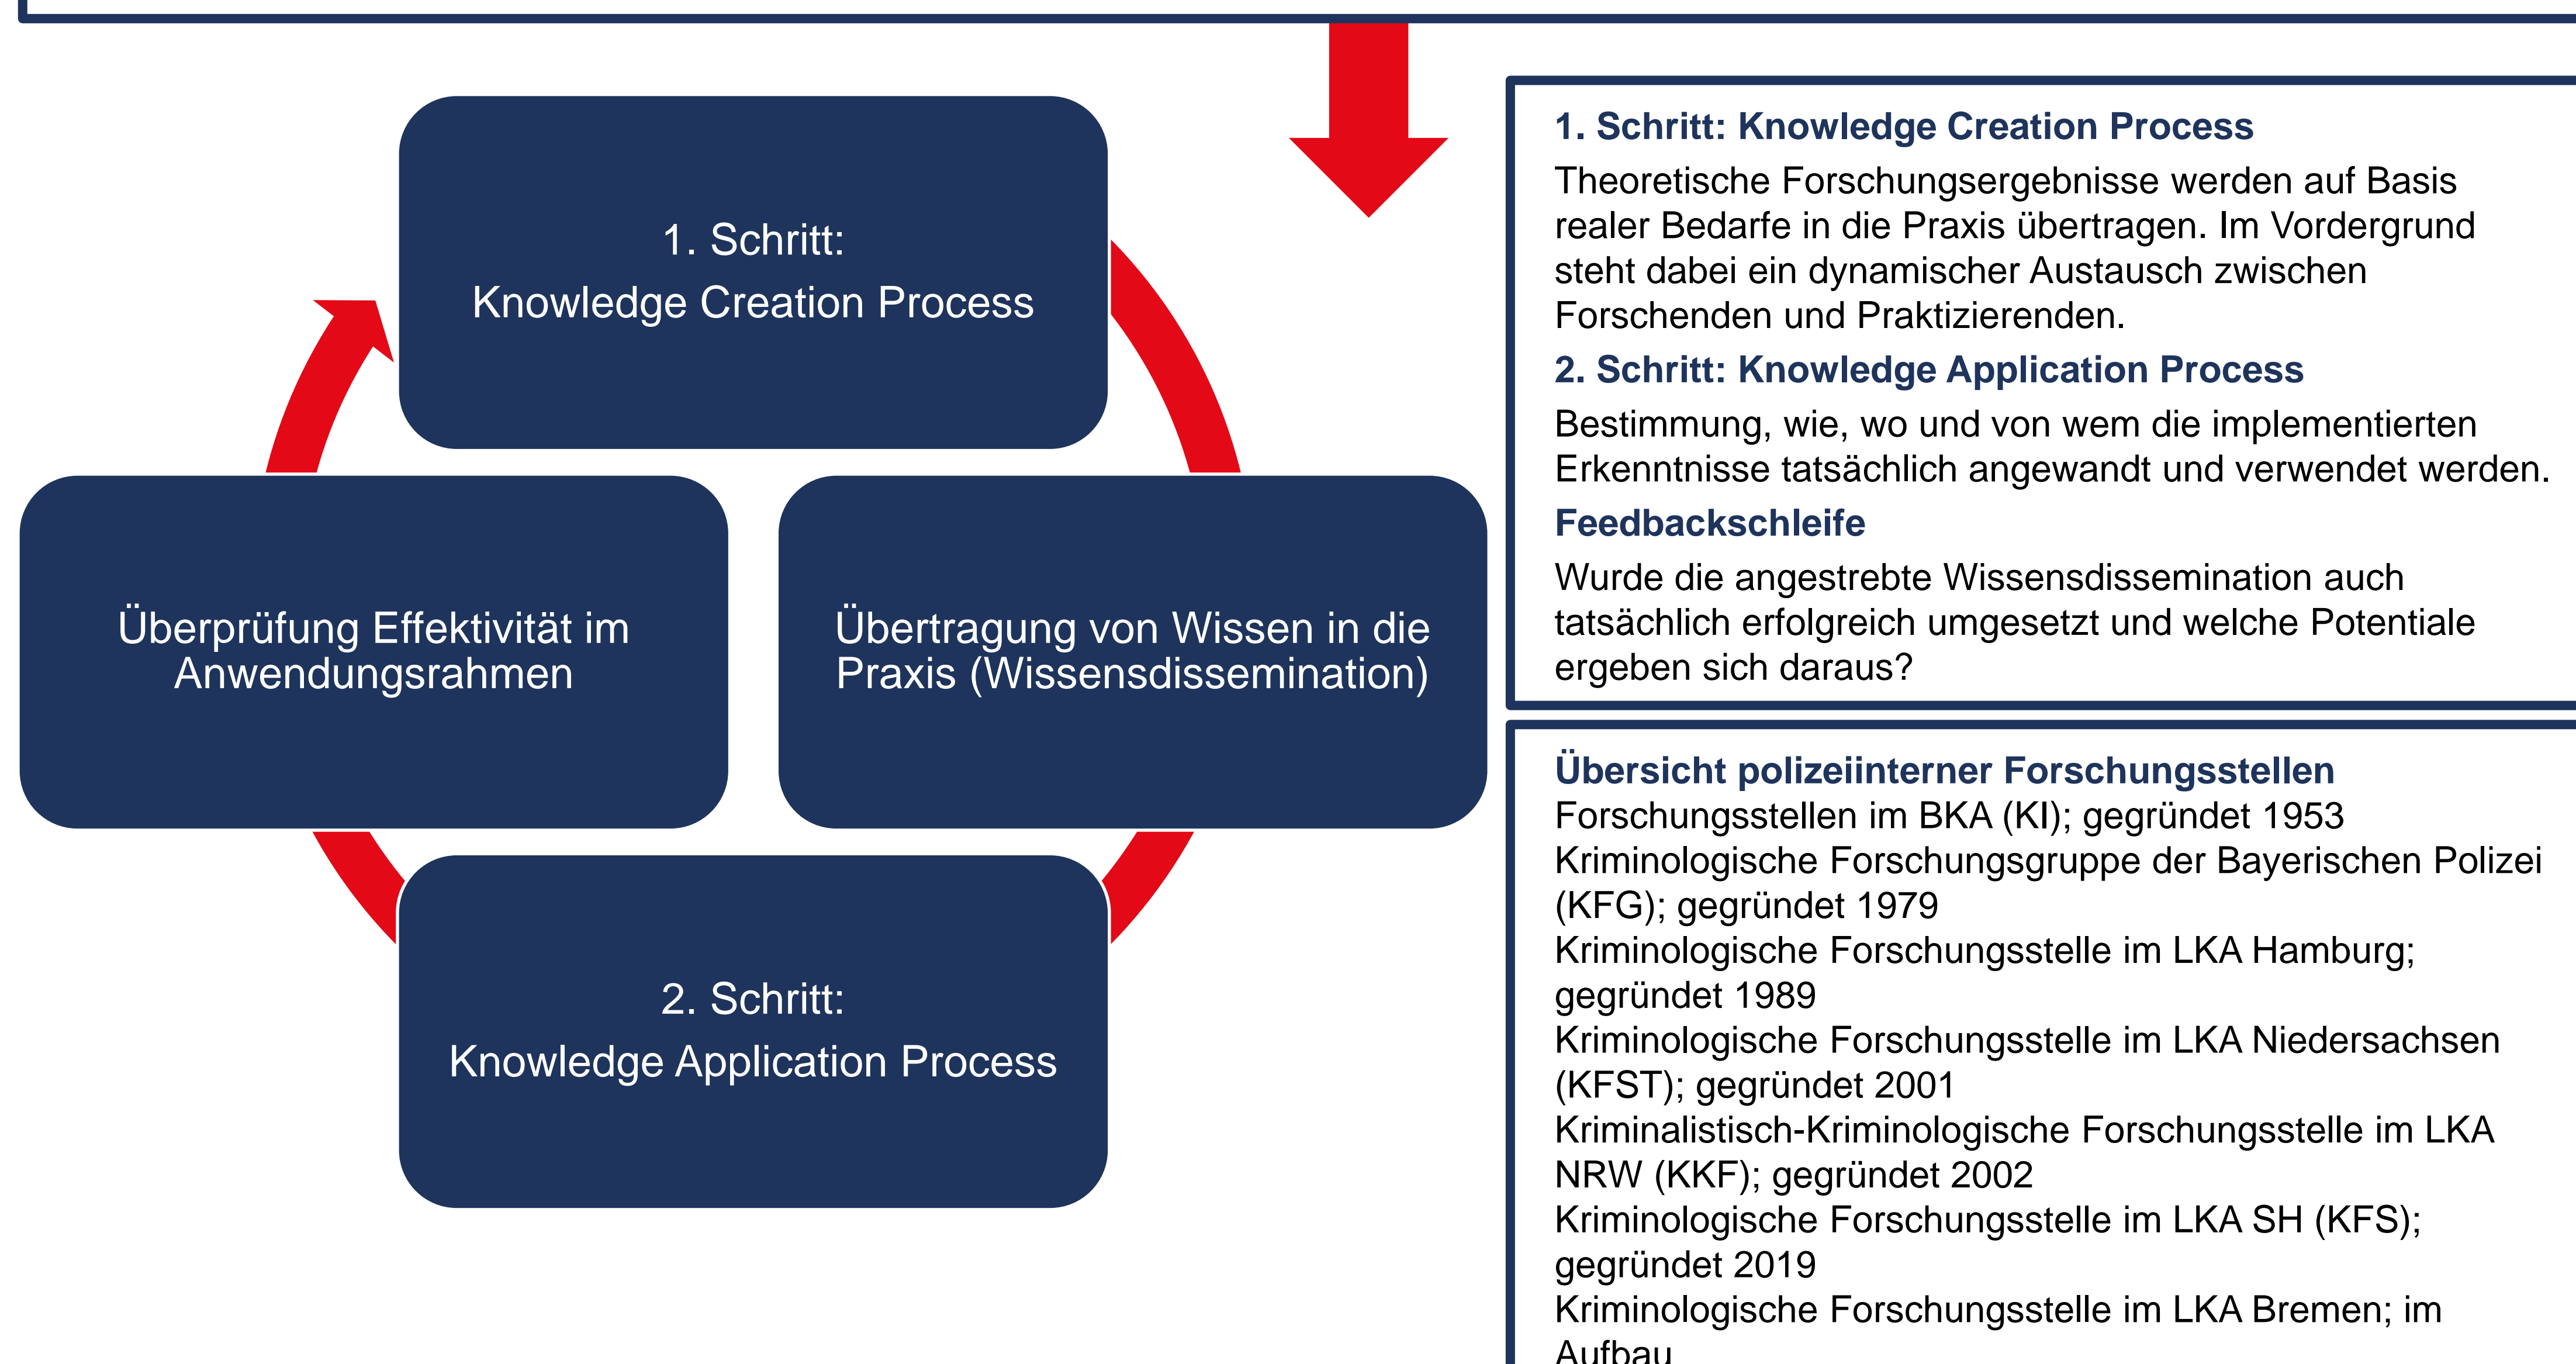 1. Schritt:
Knowledge Creation Process
Überprüfung Effektivität im
Anwendungsrahmen
Übertragung von Wissen in die
Praxis (Wissensdissemination)
2. Schritt:
Knowledge Application Process
1. Schritt: Knowledge Creation Process
Theoretische Forschungsergebnisse werden auf Basis
realer Bedarfe in die Praxis übertragen. Im Vordergrund
steht dabei ein dynamischer Austausch zwischen
Forschenden und Praktizierenden.
2. Schritt: Knowledge Application Process
Bestimmung, wie, wo und von wem die implementierten
Erkenntnisse tatsächlich angewandt und verwendet werden.
Feedbackschleife
Wurde die angestrebte Wissensdissemination auch
tatsächlich erfolgreich umgesetzt und welche Potentiale
ergeben sich daraus?
Übersicht polizeiinterner Forschungsstellen
Forschungsstellen im BKA (KI); gegründet 1953
Kriminologische Forschungsgruppe der Bayerischen Polizei
(KFG); gegründet 1979
Kriminologische Forschungsstelle im LKA Hamburg;
gegründet 1989
Kriminologische Forschungsstelle im LKA Niedersachsen
(KFST); gegründet 2001
Kriminalistisch-Kriminologische Forschungsstelle im LKA
NRW (KKF); gegründet 2002
Kriminologische Forschungsstelle im LKA SH (KFS);
gegründet 2019
Kriminologische Forschungsstelle im LKA Bremen; im
Aufbau